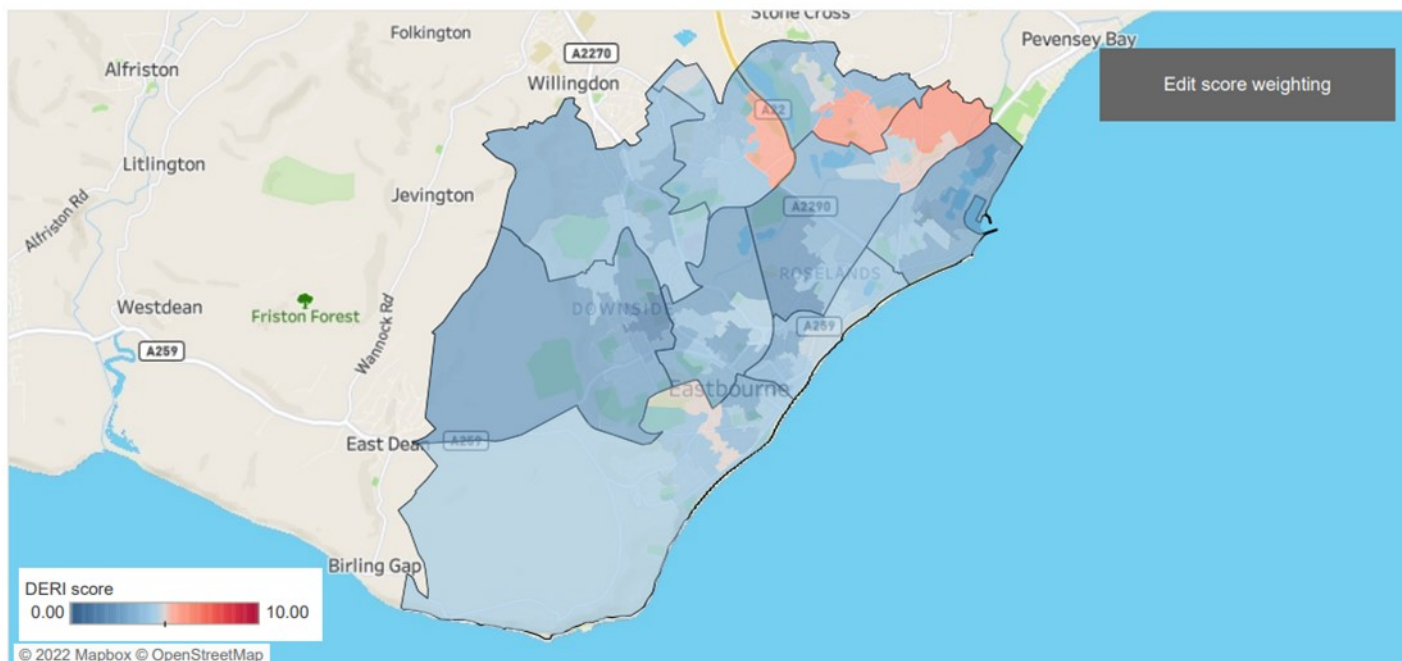 Stone Cross
Folkington
Pevensey Bay
A2270
Alfriston
Willingdon
Edit score weighting
A22
Litlington
Jevington
Alfriston Rd
A2290
ROSELANDS
Westdean
Friston Forest
DOWNSIDE
Wannock Rd
A259
A259
Eastbourne
East Dean
A259
Birling Gap
DERI score
0.00
10.00
© 2022 Mapbox © OpenStreetMap